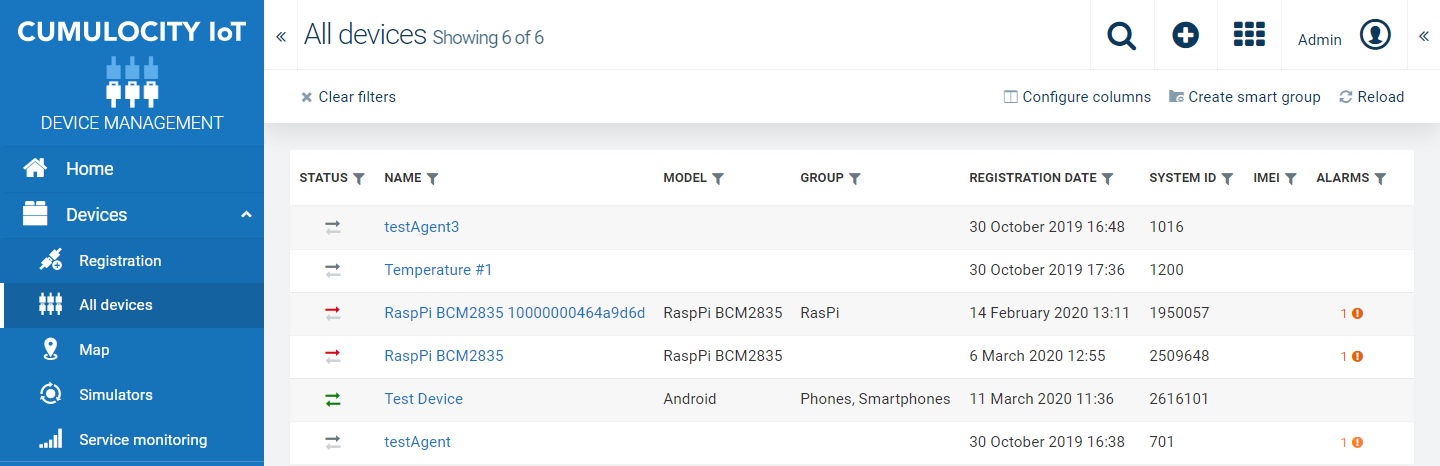 CUMULOCITY IoT
DEVICE MANAGEMENT
Home
Devices
Registration
All devices
Map
Simulators
Service monitoring
« All devices Showing 6 of 6 Admin «
Clear filters Configure columns Create smart group Reload
STATUS NAME MODEL GROUP REGISTRATION DATE SYSTEM ID IMEI ALARMS
testAgent3 30 October 2019 16:48 1016
Temperature #1 30 October 2019 17:36 1200
RaspPi BCM2835 10000000464a9d6d RaspPi BCM2835 RasPi 14 February 2020 13:11 1950057 1
RaspPi BCM2835 RaspPi BCM2835 6 March 2020 12:55 2509648 1
Test Device Android Phones, Smartphones 11 March 2020 11:36 2616101
testAgent 30 October 2019 16:38 701 1